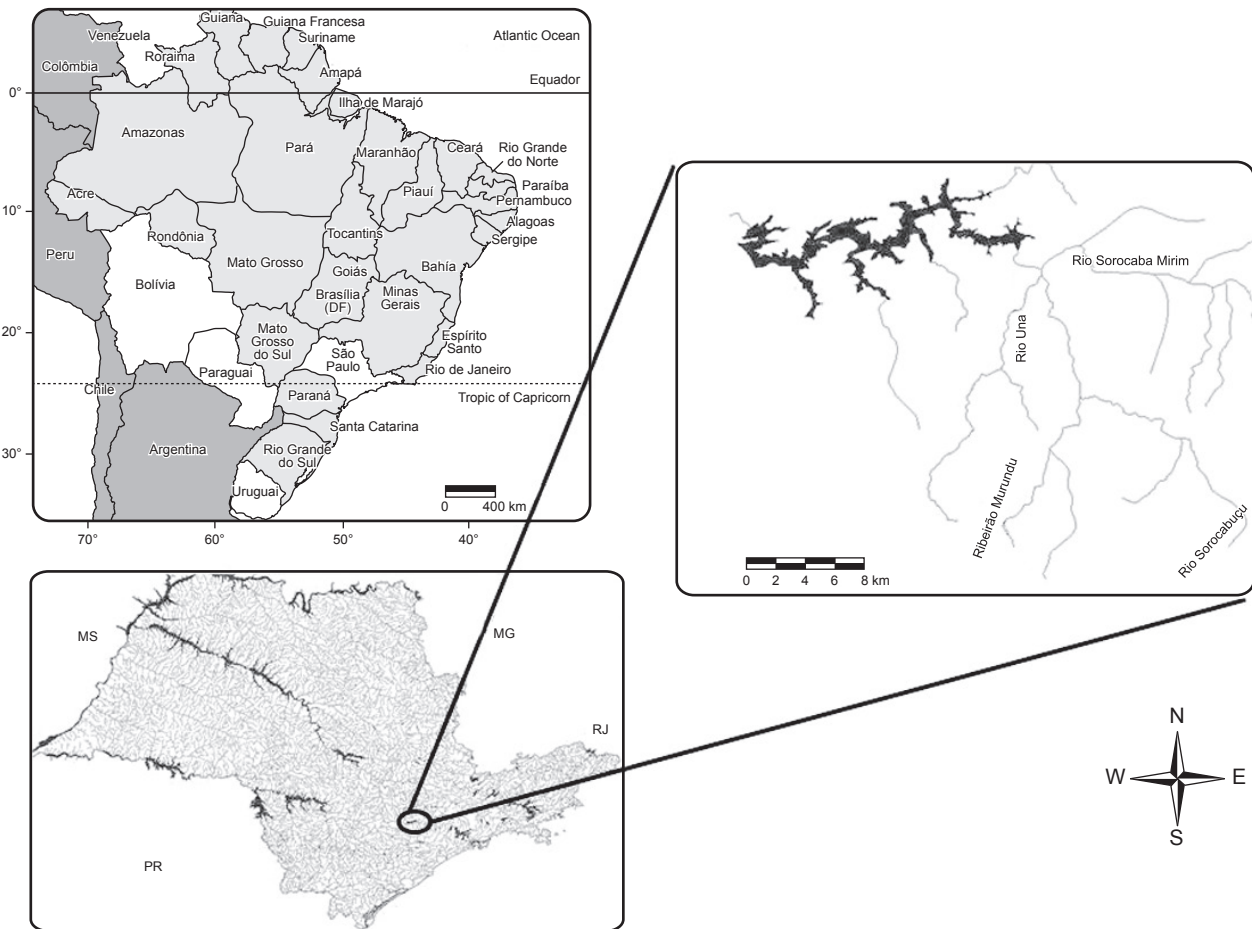 Guiana
Guiana Francesa
Venezuela
Suriname
Atlantic Ocean
Roraima
Colômbia
Amapá
Equador
0°
Ilha de Marajó
Amazonas
Pará
Maranhão
Ceará
Rio Grande
do Norte
Acre
Piauí
Paraíba
Pernambuco
10°
Alagoas
Rondônia
Tocantins
Sergipe
Peru
Mato Grosso
Goiás
Bahía
Bolívia
Brasília
(DF)
Minas
Gerais
20°
Mato
Grosso
do Sul
Espírito
Santo
São
Paulo
Paraguai
Rio de Janeiro
Chile
Paraná
Tropic of Capricorn
Santa Catarina
Argentina
Rio Grande
do Sul
30°
Uruguai
0 400 km
70° 60° 50° 40°
Rio Sorocaba Mirim
Rio Una
Ribeirão Murundu
Rio Sorocabuçu
0 2 4 6 8 km
MS
MG
RJ
PR
N
W E
S